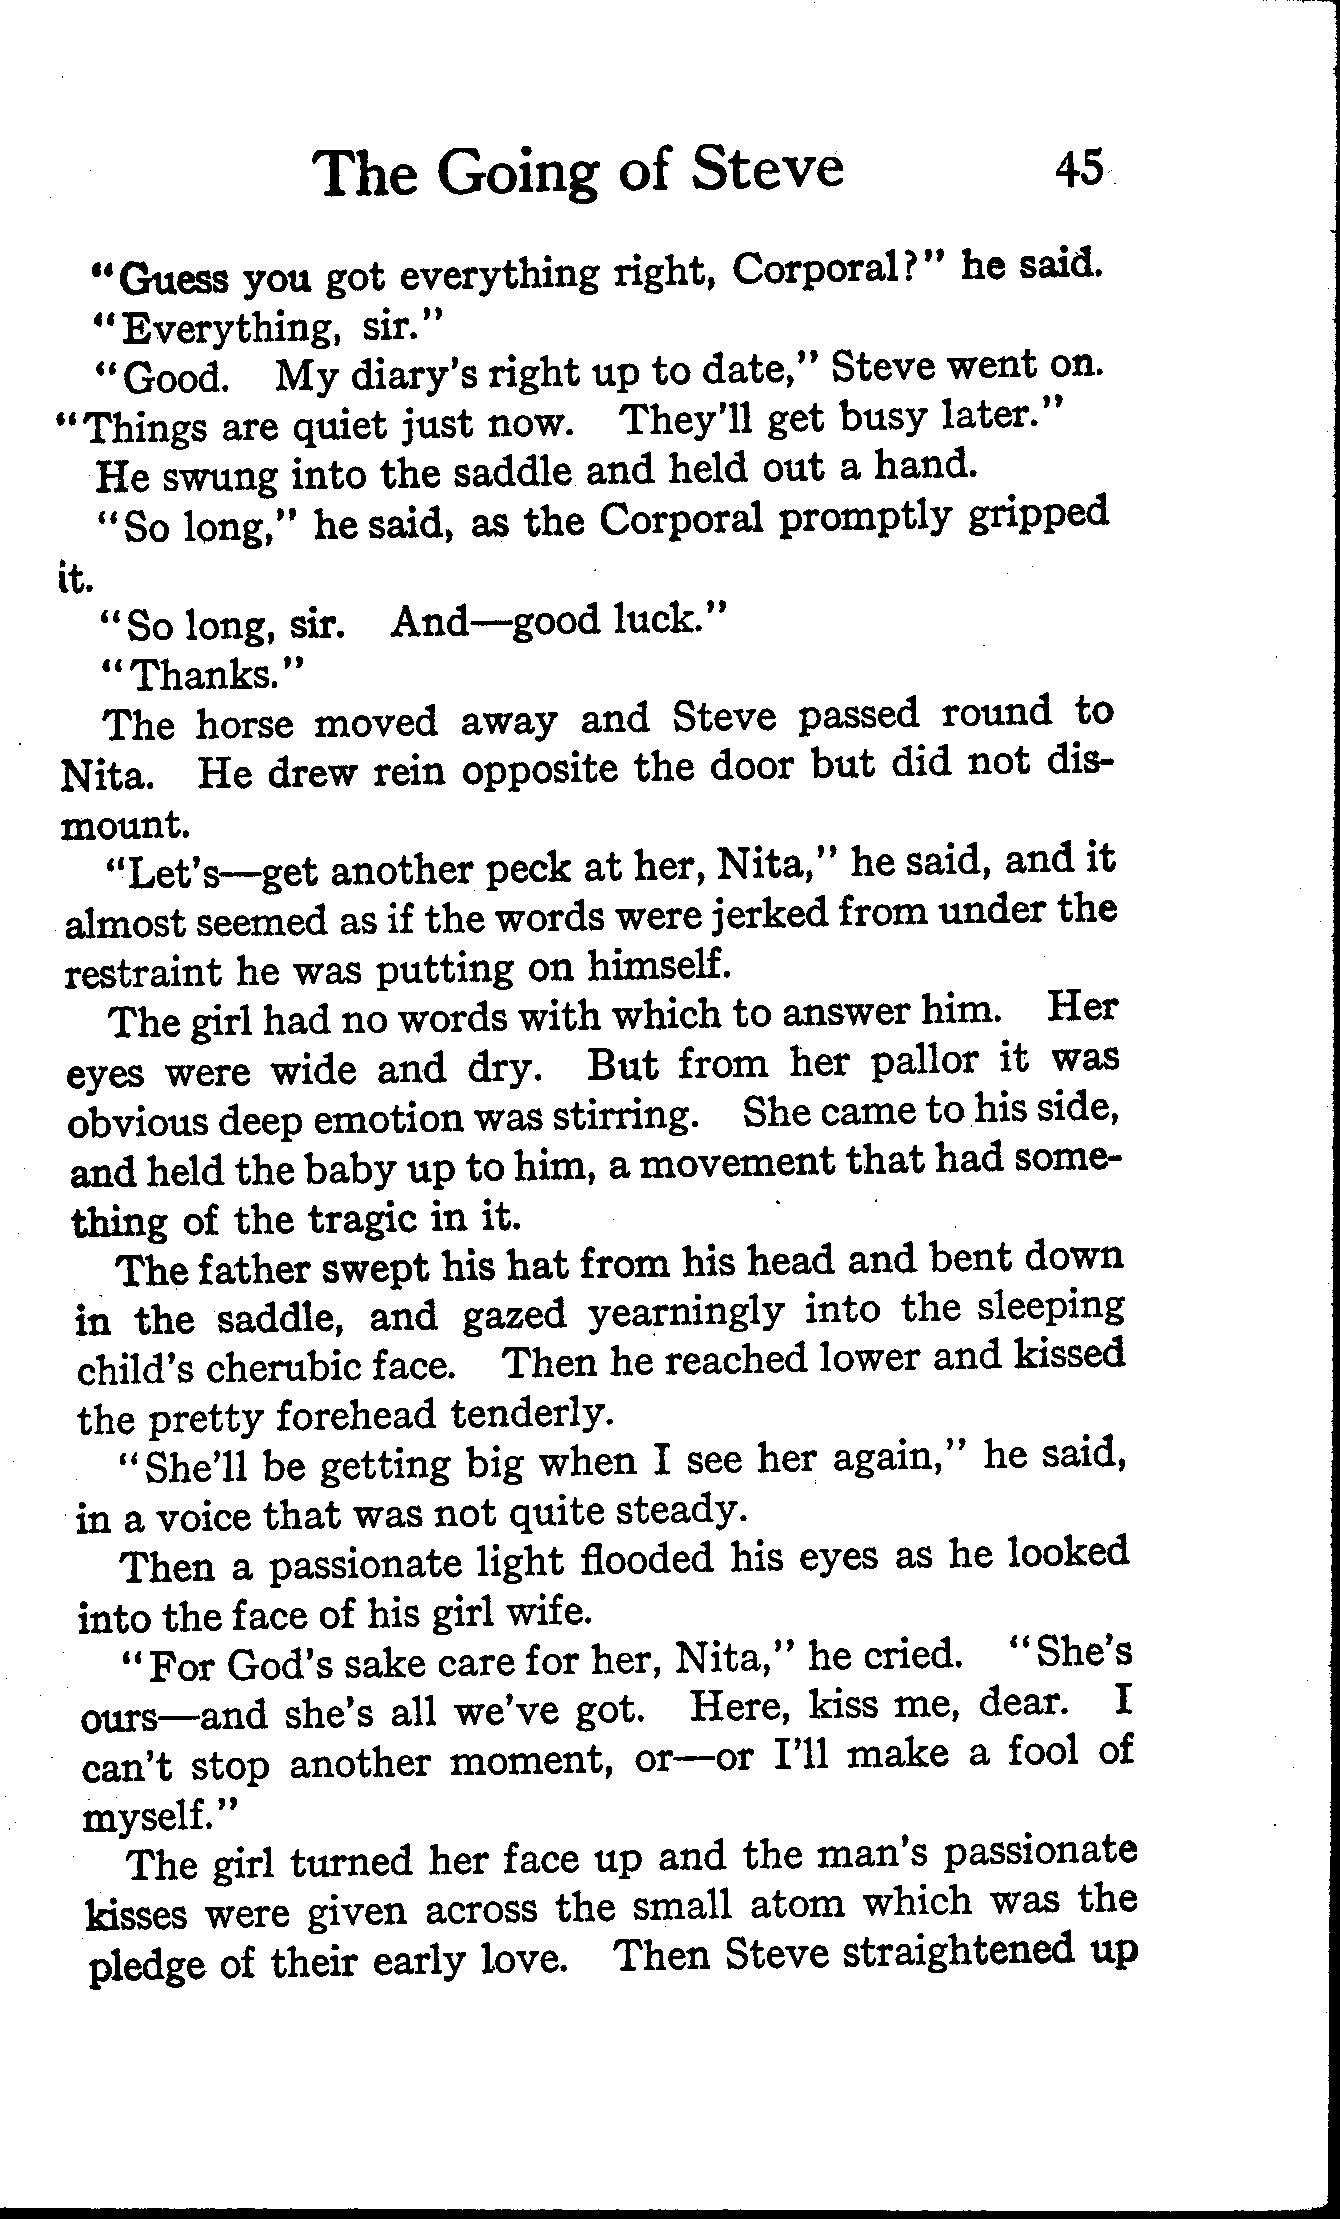 The Going of Steve 45
"Guess you got everything right, Corporal?" he said.
"Everything, sir."
"Good. My diary's right up to date," Steve went on.
"Things are quiet just now. They'll get busy later."
He swung into the saddle and held out a hand.
"So long," he said, as the Corporal promptly gripped
it.
"So long, sir. And—good luck."
"Thanks."
The horse moved away and Steve passed round to
Nita. He drew rein opposite the door but did not dis-
mount.
"Let's—get another peck at her, Nita," he said, and it
almost seemed as if the words were jerked from under the
restraint he was putting on himself.
The girl had no words with which to answer him. Her
eyes were wide and dry. But from her pallor it was
obvious deep emotion was stirring. She came to his side,
and held the baby up to him, a movement that had some-
thing of the tragic in it.
The father swept his hat from his head and bent down
in the saddle, and gazed yearningly into the sleeping
child's cherubic face. Then he reached lower and kissed
the pretty forehead tenderly.
"She'll be getting big when I see her again," he said,
in a voice that was not quite steady.
Then a passionate light flooded his eyes as he looked
into the face of his girl wife.
"For God's sake care for her, Nita," he cried. "She's
ours—and she's all we've got. Here, kiss me, dear. I
can't stop another moment, or—or I'll make a fool of
myself."
The girl turned her face up and the man's passionate
kisses were given across the small atom which was the
pledge of their early love. Then Steve straightened up